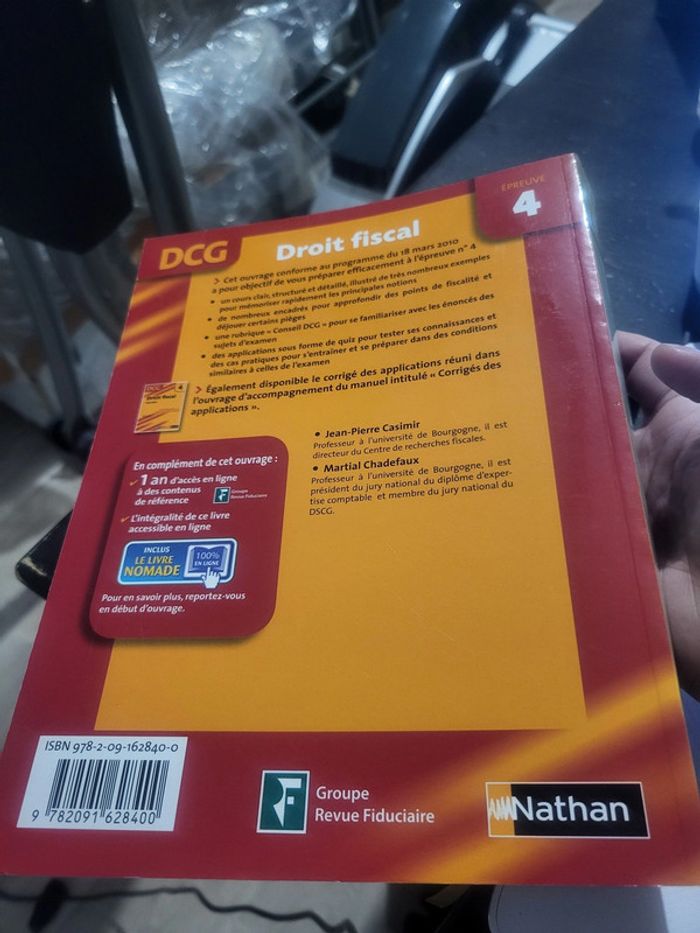 ÉPREUVE
4
DCG
Droit fiscal
> Cet ouvrage conforme au programme du 18 mars 2010
a pour objectif de vous préparer efficacement à l'épreuve n° 4
• un cours clair, structuré et détaillé, illustré de très nombreux exemples
pour mémoriser rapidement les principales notions
• de nombreux encadrés pour approfondir des points de fiscalité et
déjouer certains pièges
• une rubrique « Conseil DCG » pour se familiariser avec les énoncés des
sujets d'examen
• des applications sous forme de quiz pour tester ses connaissances et
des cas pratiques pour s'entraîner et se préparer dans des conditions
similaires à celles de l'examen
> Également disponible le corrigé des applications réuni dans
l'ouvrage d'accompagnement du manuel intitulé « Corrigés des
applications ».
DCG 4
Droit fiscal
• Jean-Pierre Casimir
Professeur à l'université de Bourgogne, il est
directeur du Centre de recherches fiscales.
• Martial Chadefaux
Professeur à l'université de Bourgogne, il est
président du jury national du diplôme d'exper-
tise comptable et membre du jury national du
DSCG.
En complément de cet ouvrage :
✓ 1 an d'accès en ligne
à des contenus
de référence
Groupe
Revue Fiduciaire
✓ L'intégralité de ce livre
accessible en ligne
INCLUS
LE LIVRE
NOMADE
100%
EN LIGNE
Pour en savoir plus, reportez-vous
en début d'ouvrage.
ISBN 978-2-09-162840-0
9 782091 628400
RF
Groupe
Revue Fiduciaire
Nathan